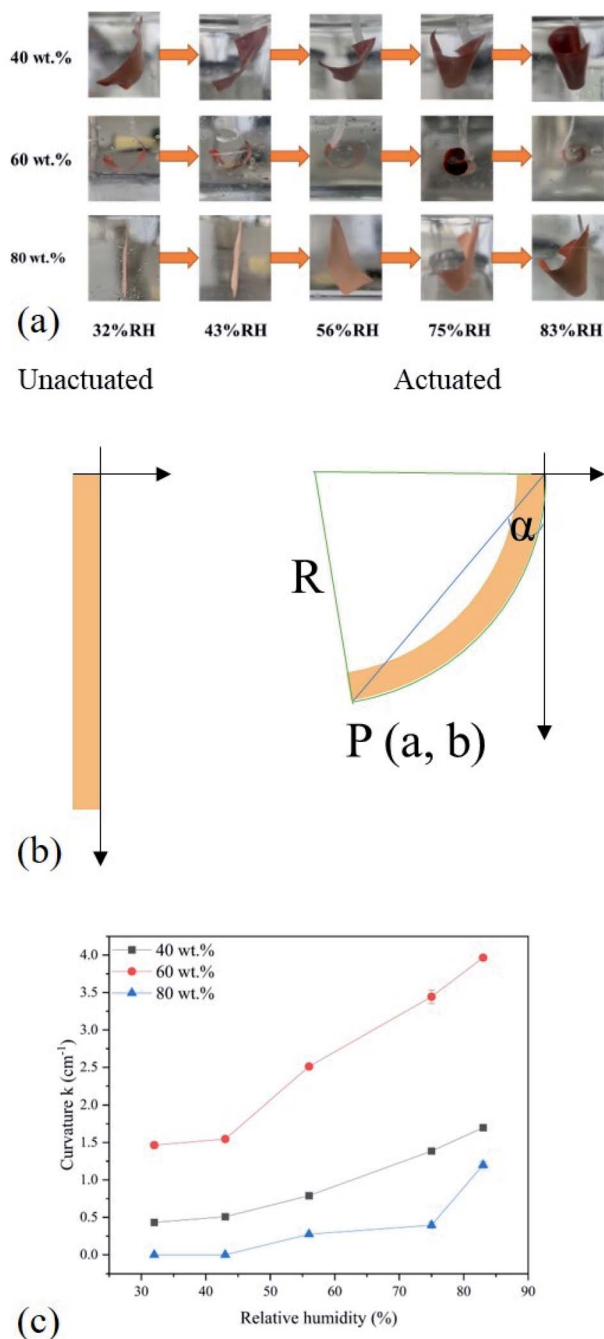 40 wt.%
60 wt.%
80 wt.%
(a)
32%RH 43%RH 56%RH 75%RH 83%RH
Unactuated Actuated
α
R
P (a, b)
(b)
40 wt.%
60 wt.%
80 wt.%
4.0
3.5
3.0
2.5
2.0
1.5
1.0
0.5
0.0
Curvature k (cm⁻¹)
30 40 50 60 70 80 90
Relative humidity (%)
(c)